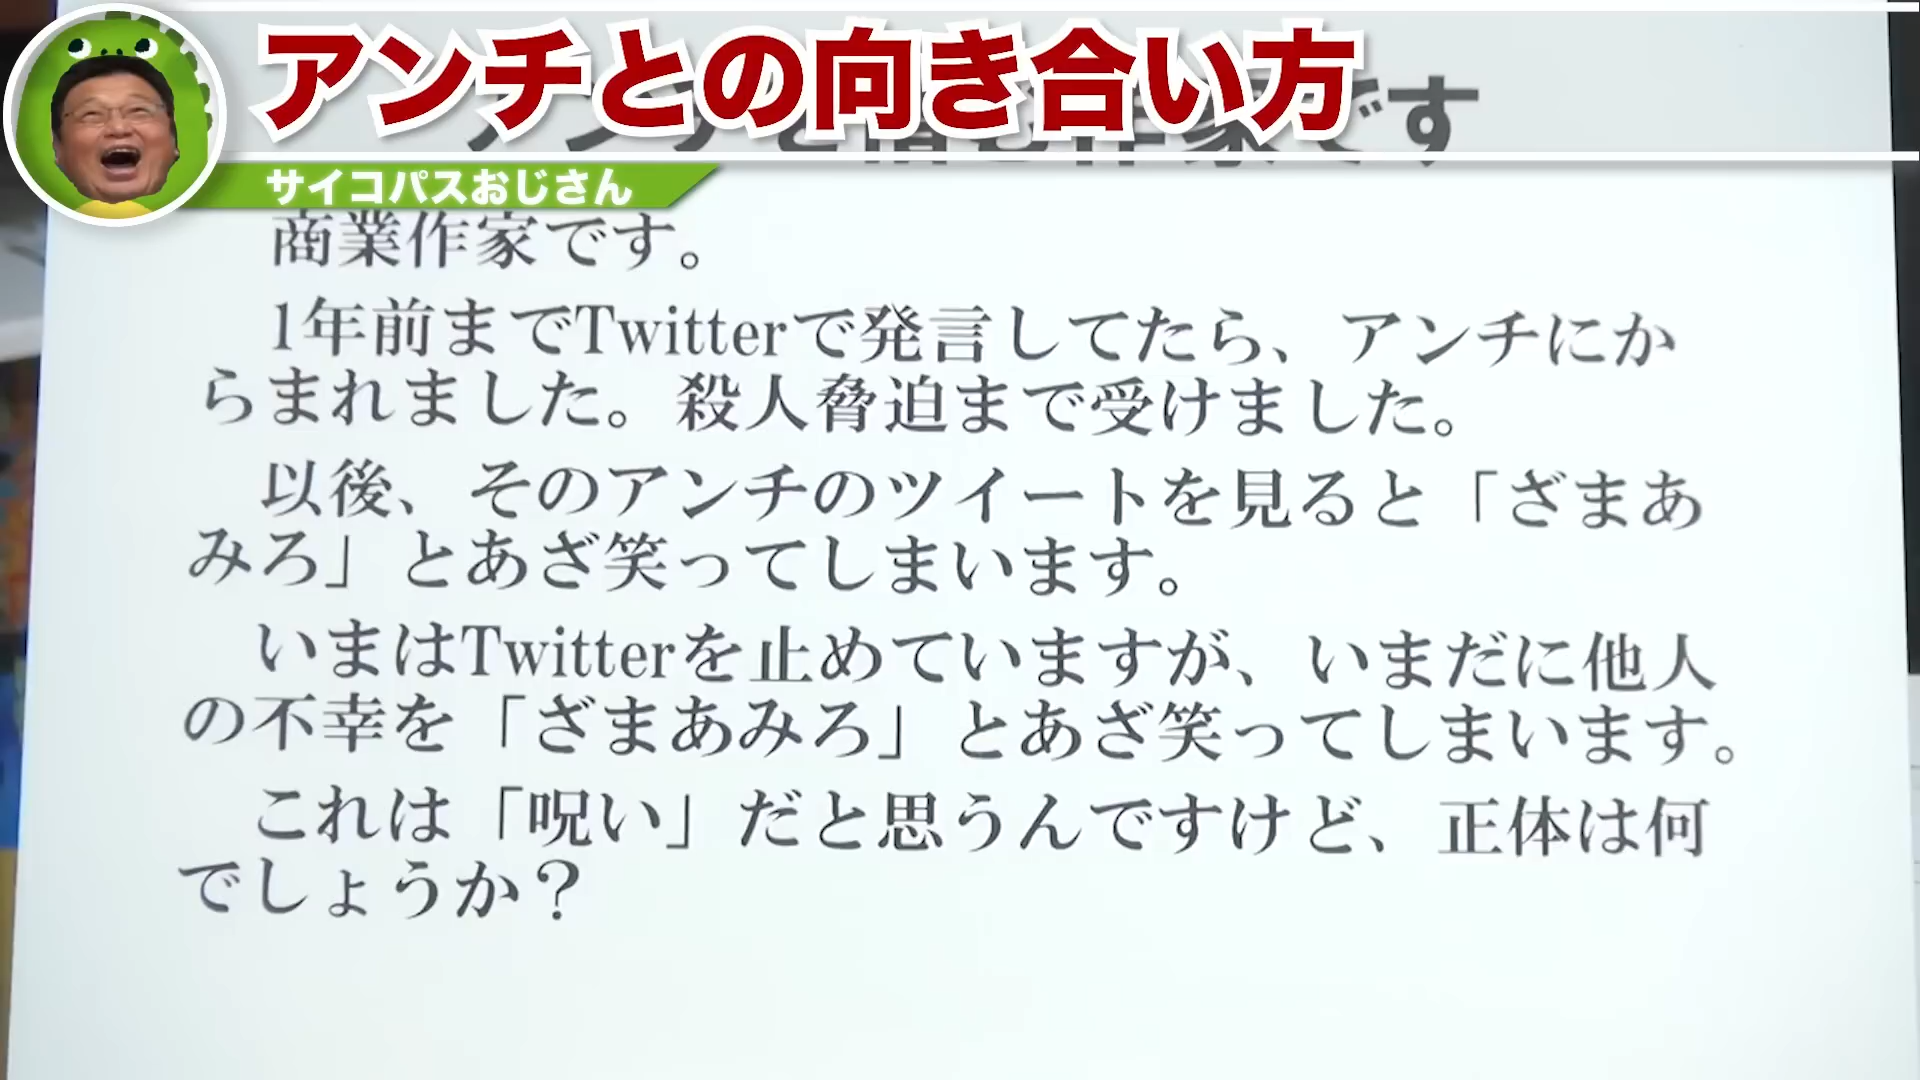 アンチとの向き合い方
サイコパスおじさん
商業作家です。
1年前までTwitterで発言してたら、アンチにか
らまれました。殺人脅迫まで受けました。
以後、そのアンチのツイートを見ると「ざまあ
みろ」とあざ笑ってしまいます。
いまはTwitterを止めていますが、いまだに他人
の不幸を「ざまあみろ」とあざ笑ってしまいます。
これは「呪い」だと思うんですけど、正体は何
でしょうか?